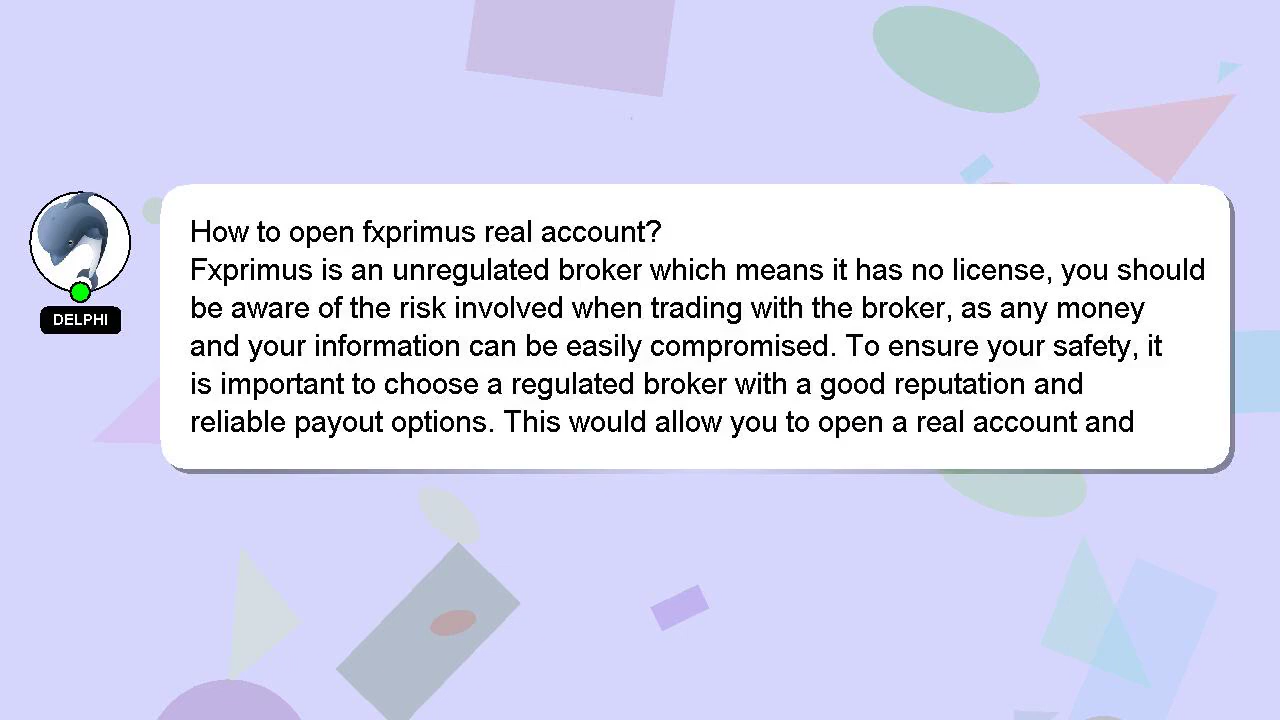 How to open fxprimus real account?
Fxprimus is an unregulated broker which means it has no license, you should
be aware of the risk involved when trading with the broker, as any money
and your information can be easily compromised. To ensure your safety, it
is important to choose a regulated broker with a good reputation and
reliable payout options. This would allow you to open a real account and
DELPHI